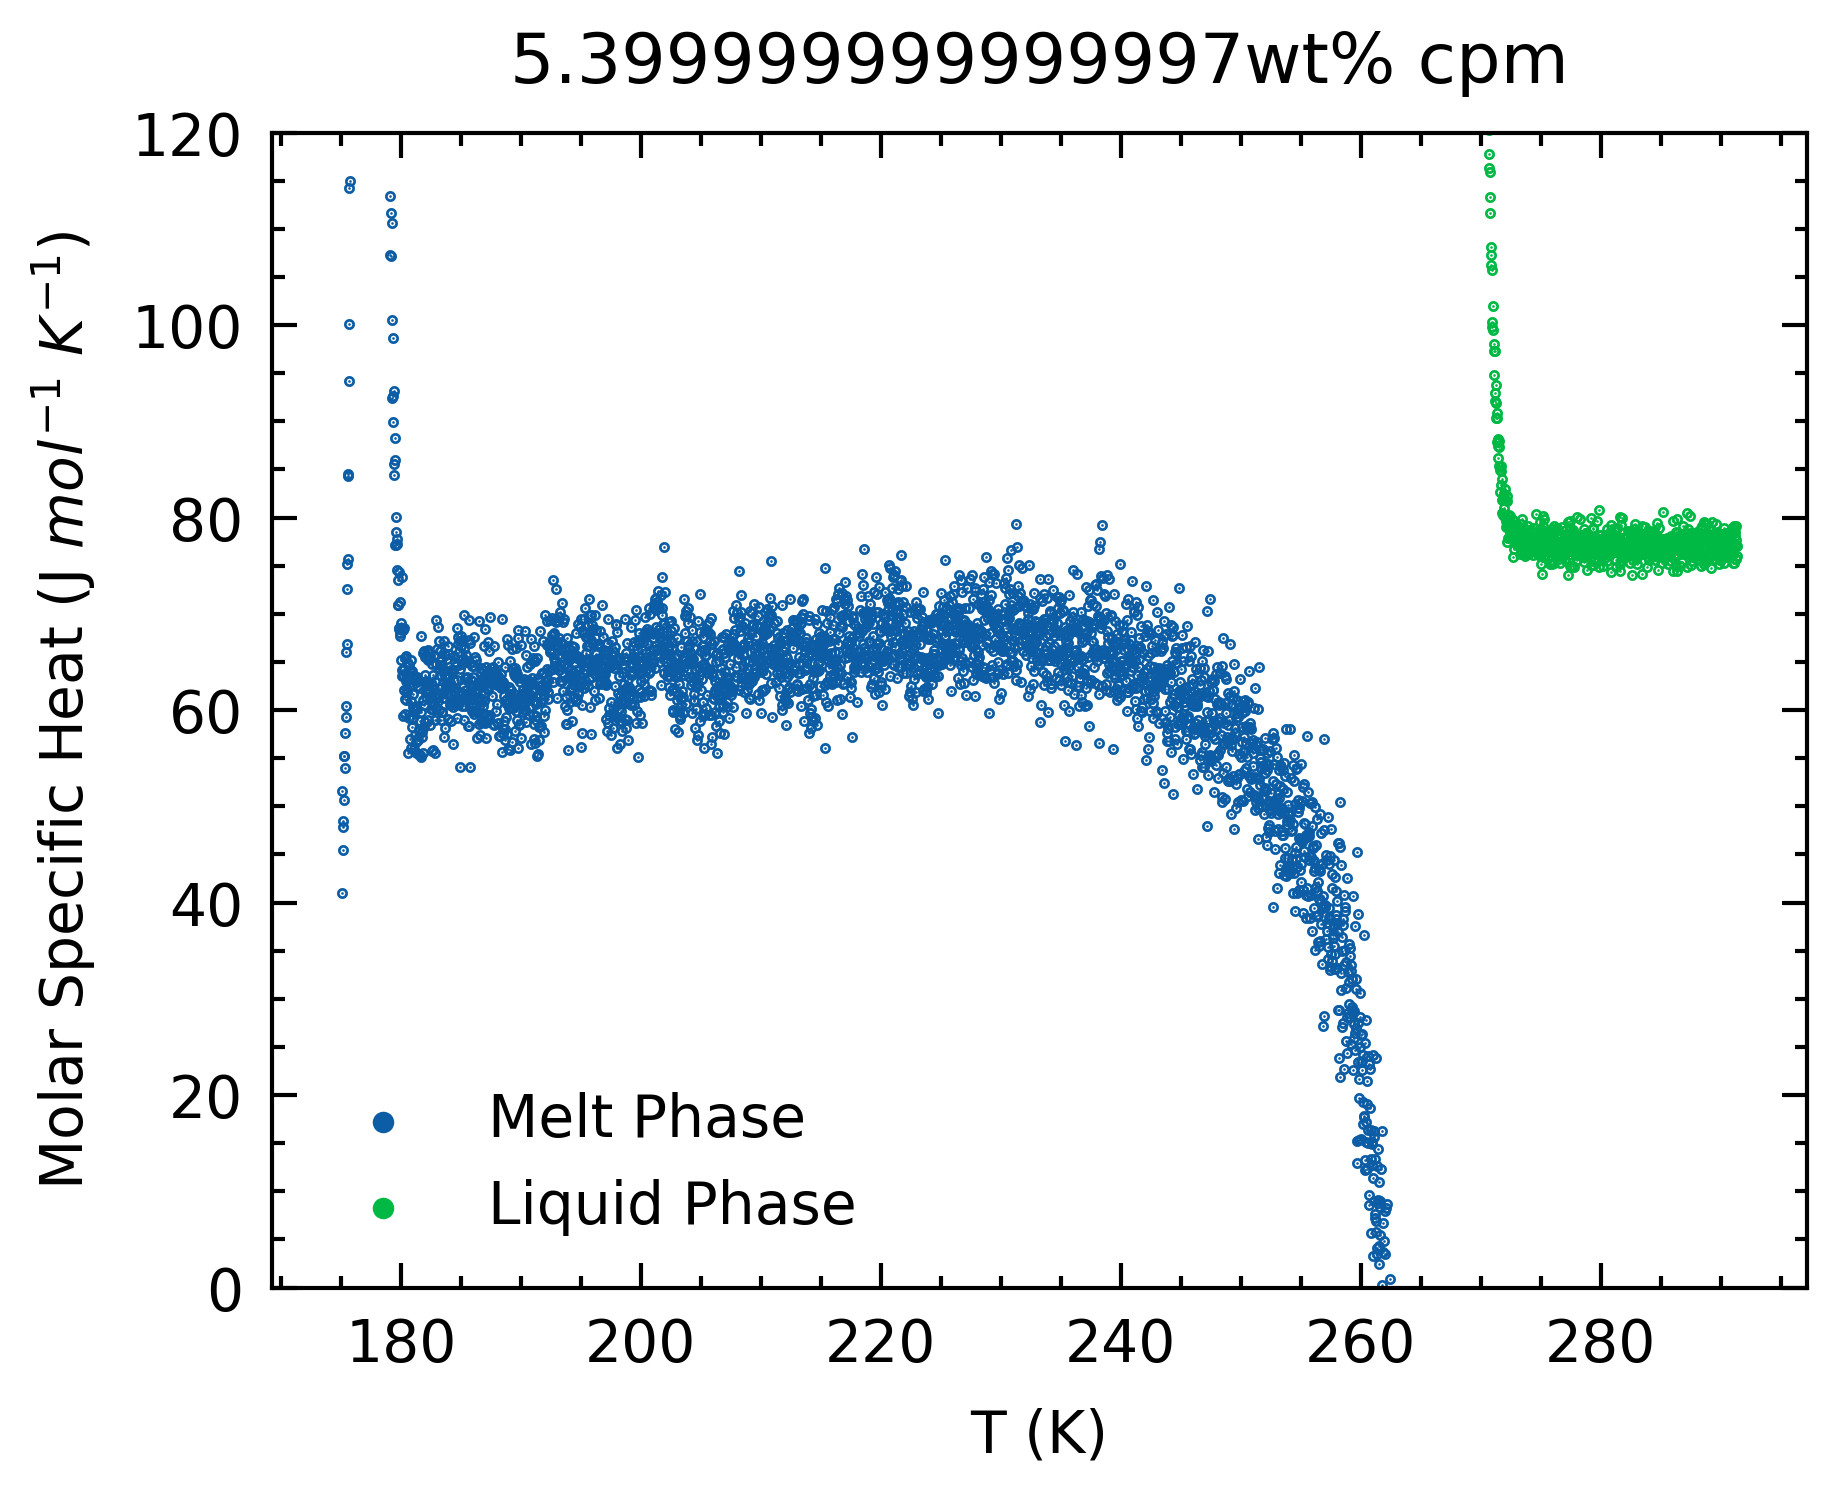 5.3999999999999997wt% cpm
Molar Specific Heat (J mol⁻¹ K⁻¹)
120
100
80
60
40
20
0
Melt Phase
Liquid Phase
180 200 220 240 260 280
T (K)